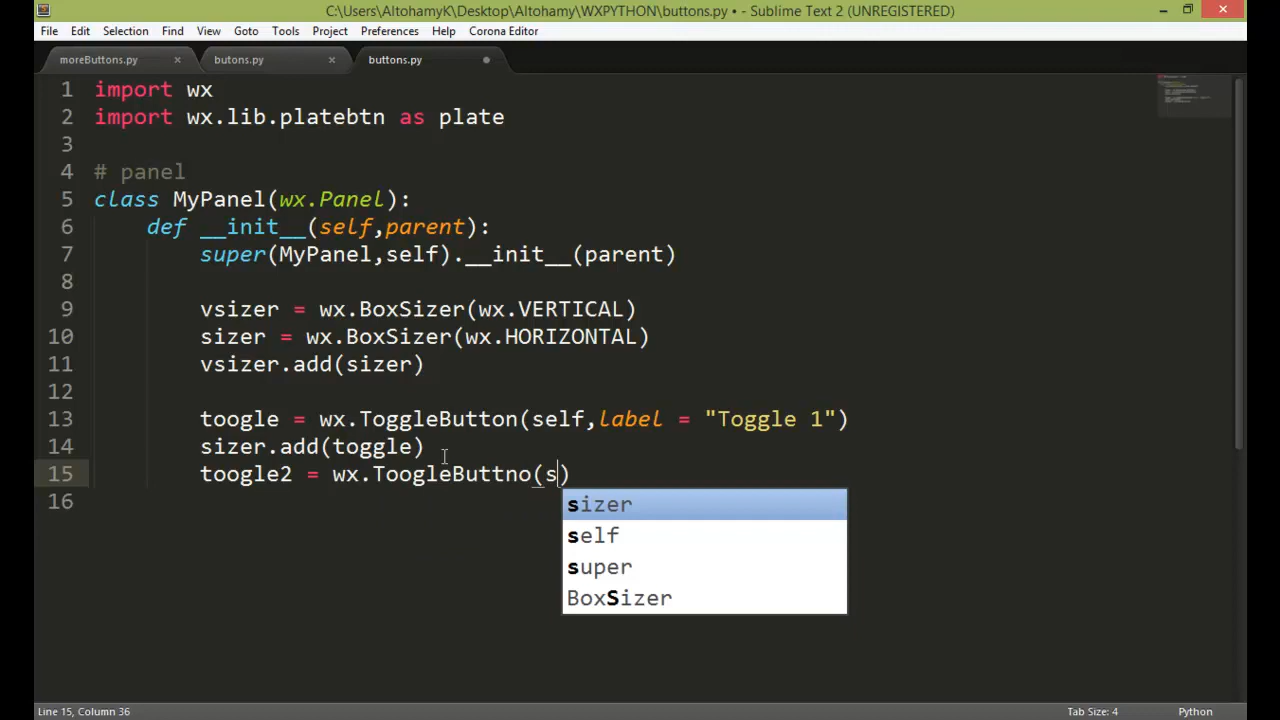 C:\Users\AltohamyK\Desktop\Altohamy\WXPYTHON\buttons.py • - Sublime Text 2 (UNREGISTERED)
File Edit Selection Find View Goto Tools Project Preferences Help Corona Editor
moreButtons.py × butons.py × buttons.py
1 import wx
2 import wx.lib.platebtn as plate
3
4 # panel
5 class MyPanel(wx.Panel):
6 def __init__(self,parent):
7 super(MyPanel,self).__init__(parent)
8
9 vsizer = wx.BoxSizer(wx.VERTICAL)
10 sizer = wx.BoxSizer(wx.HORIZONTAL)
11 vsizer.add(sizer)
12
13 toogle = wx.ToggleButton(self,label = "Toggle 1")
14 sizer.add(toggle)
15 toogle2 = wx.ToogleButtno(s)
16
sizer
self
super
BoxSizer
Line 15, Column 36 Tab Size: 4 Python